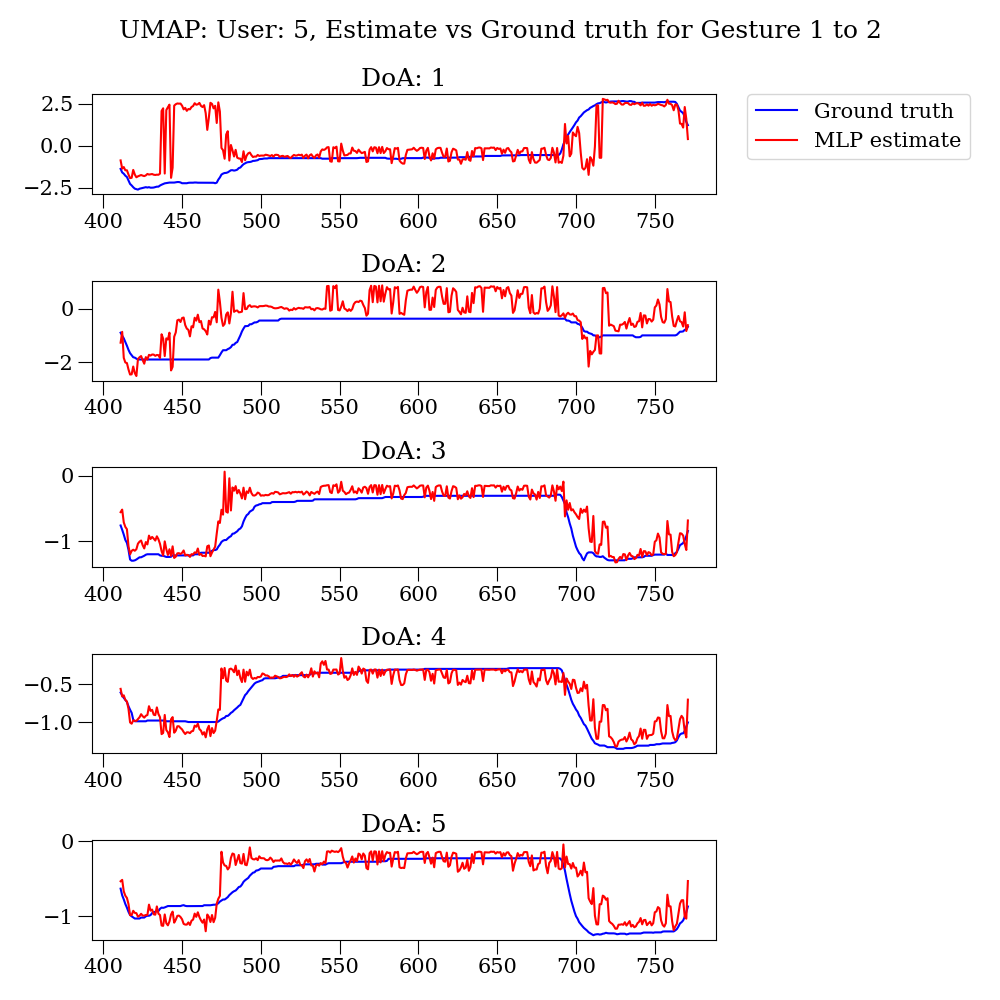 UMAP: User: 5, Estimate vs Ground truth for Gesture 1 to 2
DoA: 1
2.5
0.0
−2.5
400 450 500 550 600 650 700 750
Ground truth
MLP estimate
DoA: 2
0
−2
400 450 500 550 600 650 700 750
DoA: 3
0
−1
400 450 500 550 600 650 700 750
DoA: 4
−0.5
−1.0
400 450 500 550 600 650 700 750
DoA: 5
0
−1
400 450 500 550 600 650 700 750